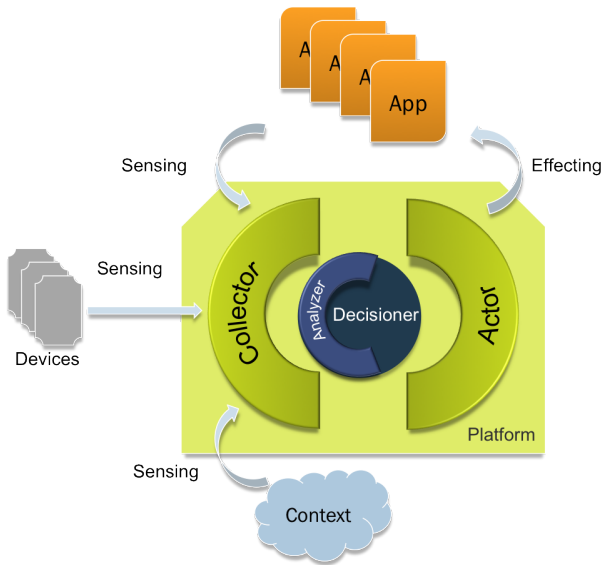 A
A
A
App
Sensing
Effecting
Sensing
Devices
Collector
Analyzer
Decisioner
Actor
Platform
Sensing
Context